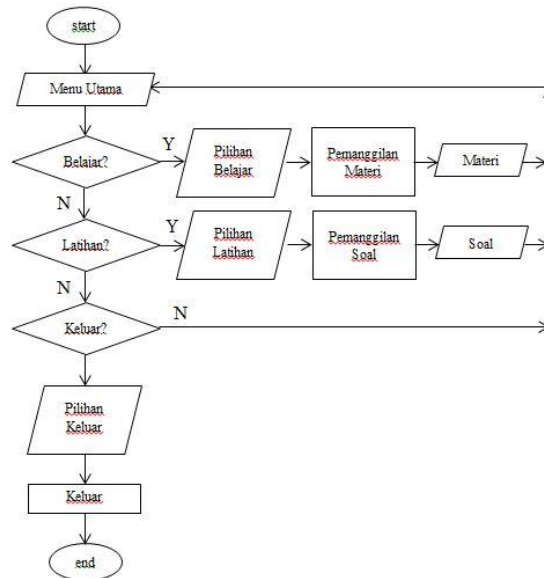 start
Menu Utama
Belajar?
Y
Pilihan
Belajar
Pemanggilan
Materi
Materi
N
Latihan?
Y
Pilihan
Latihan
Pemanggilan
Soal
Soal
N
Keluar?
N
Pilihan
Keluar
Keluar
end